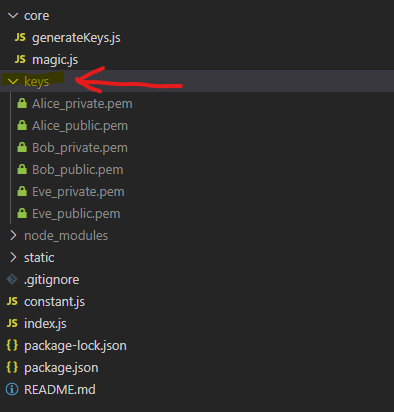 core
JS generateKeys.js
JS magic.js
keys
Alice_private.pem
Alice_public.pem
Bob_private.pem
Bob_public.pem
Eve_private.pem
Eve_public.pem
node_modules
static
.gitignore
JS constant.js
JS index.js
{} package-lock.json
{} package.json
README.md